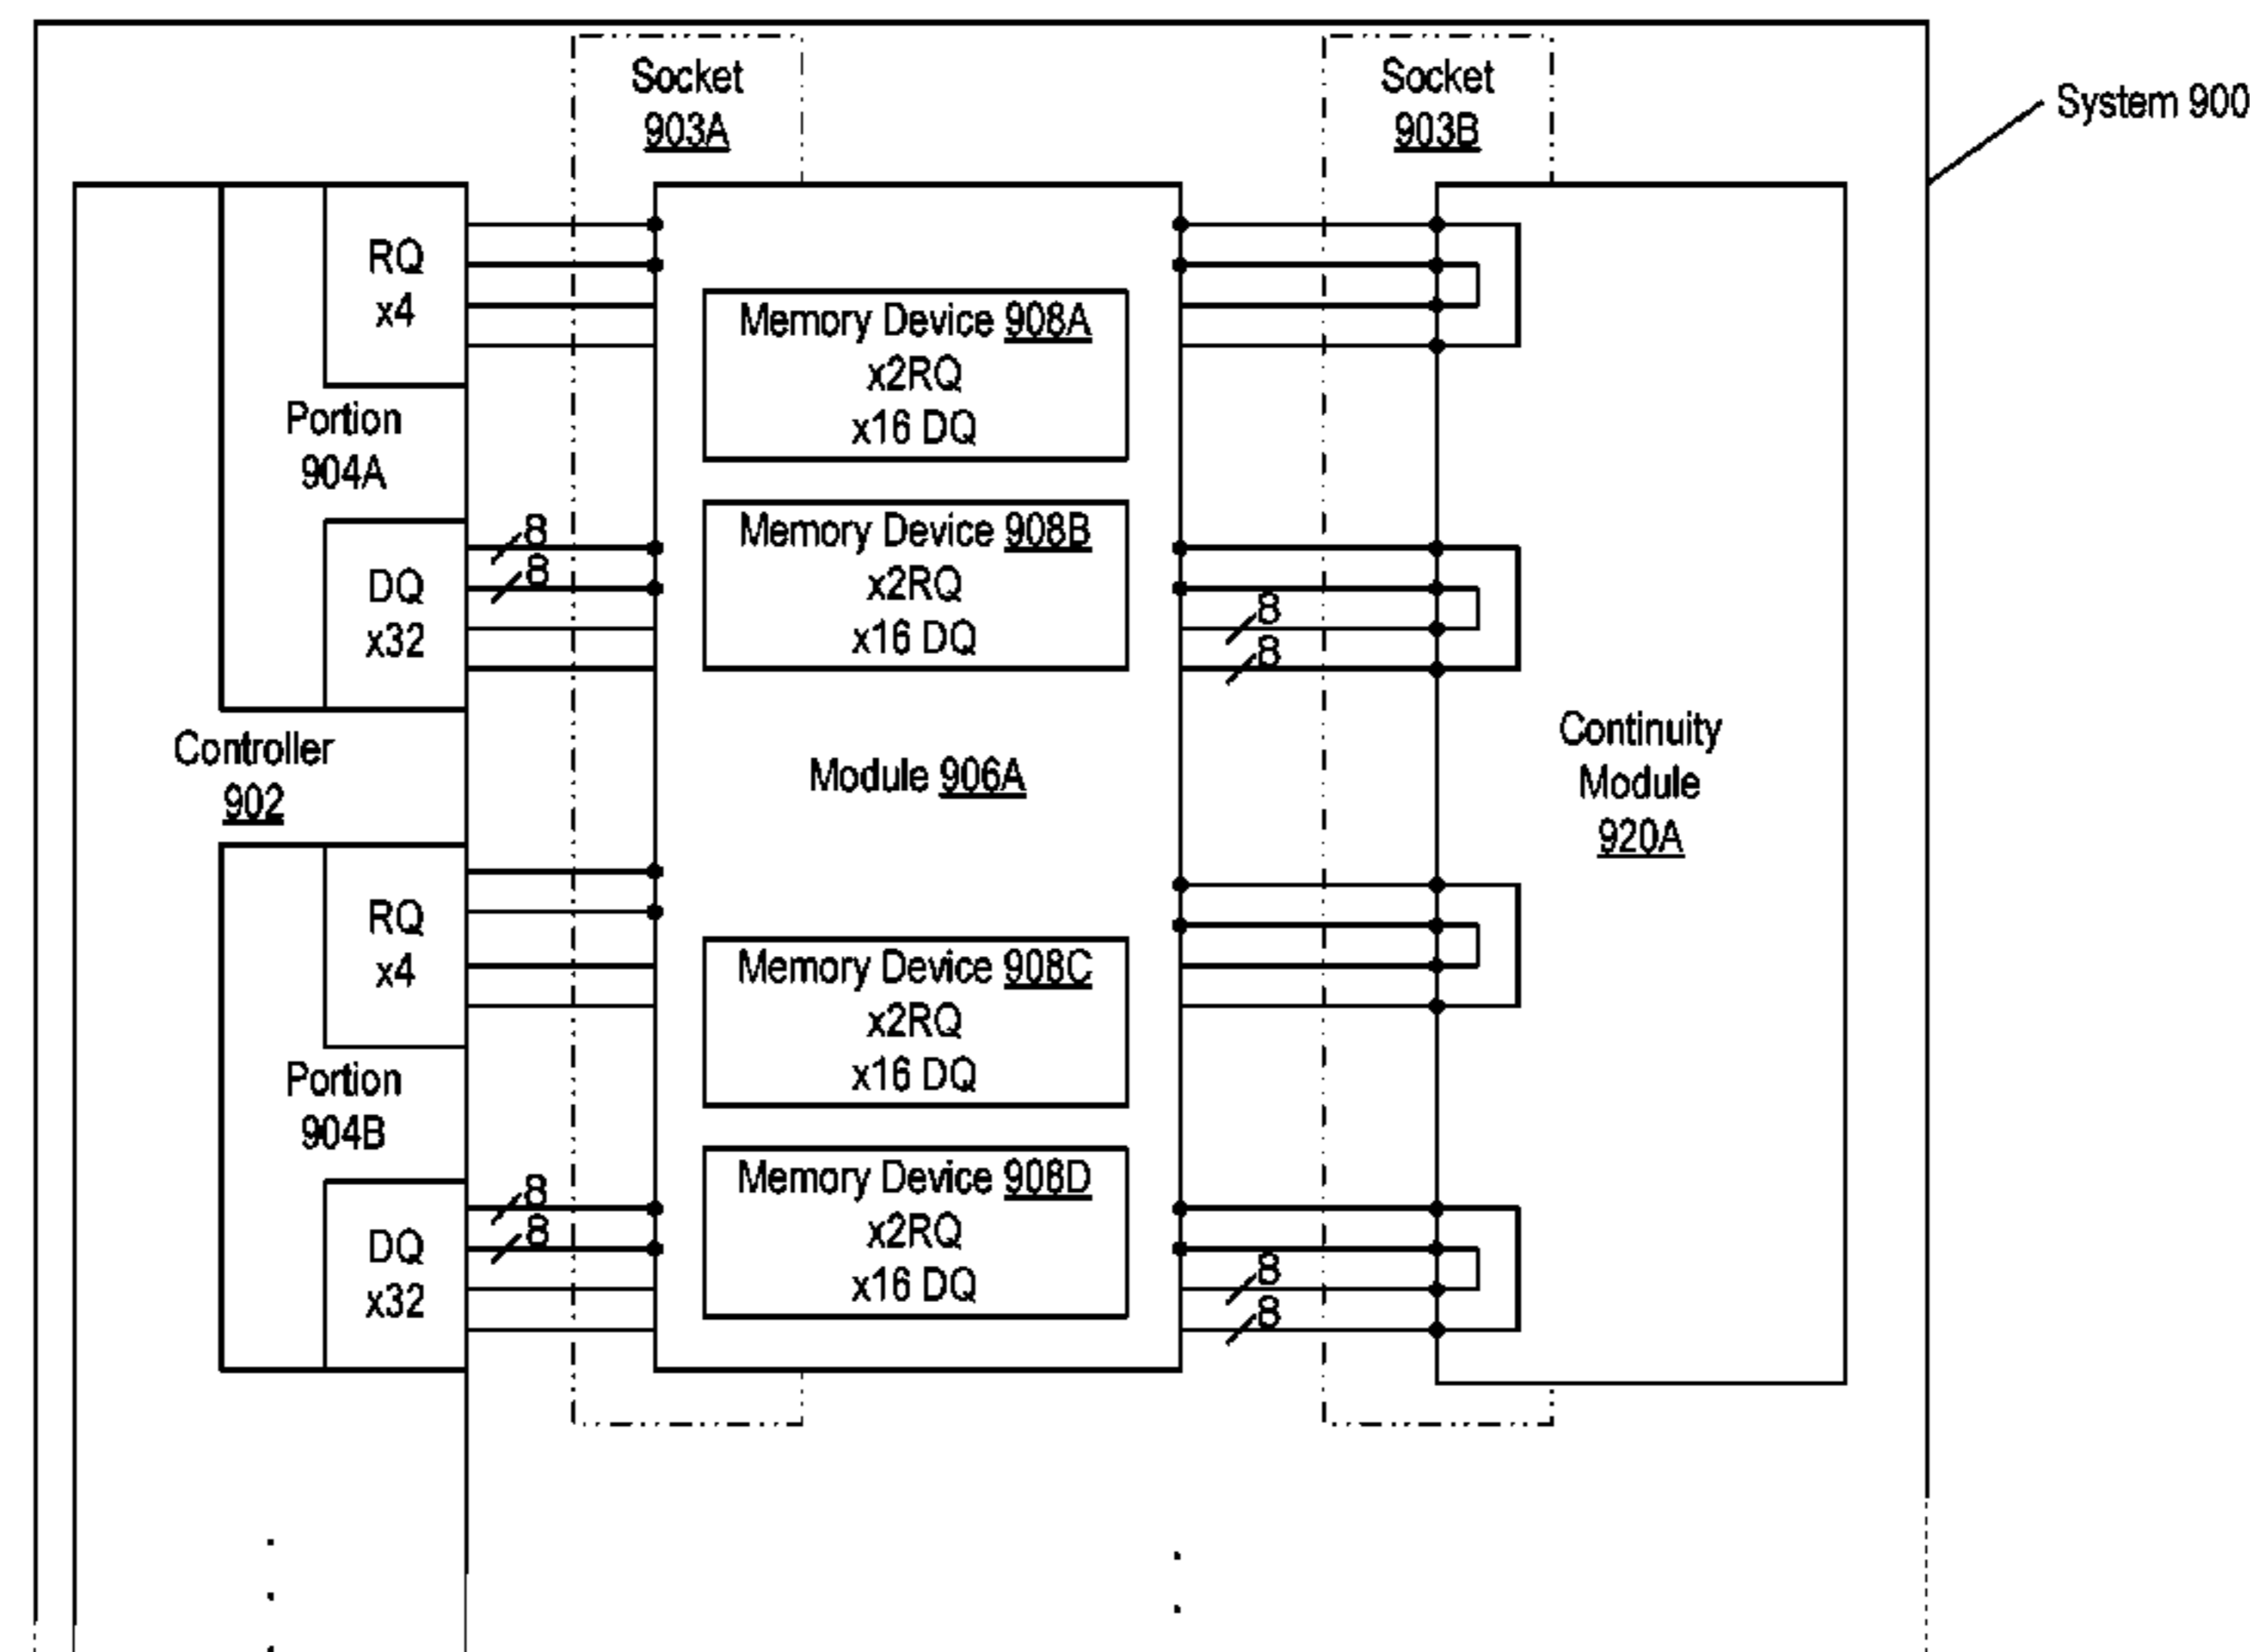 Socket
903A
Socket
903B
System 900
RQ
x4
Portion
904A
DQ
x32
8
8
Controller
902
RQ
x4
Portion
904B
DQ
x32
8
8
Memory Device 908A
x2RQ
x16 DQ
Memory Device 908B
x2RQ
x16 DQ
Module 906A
Memory Device 908C
x2RQ
x16 DQ
Memory Device 908D
x2RQ
x16 DQ
8
8
8
8
Continuity
Module
920A